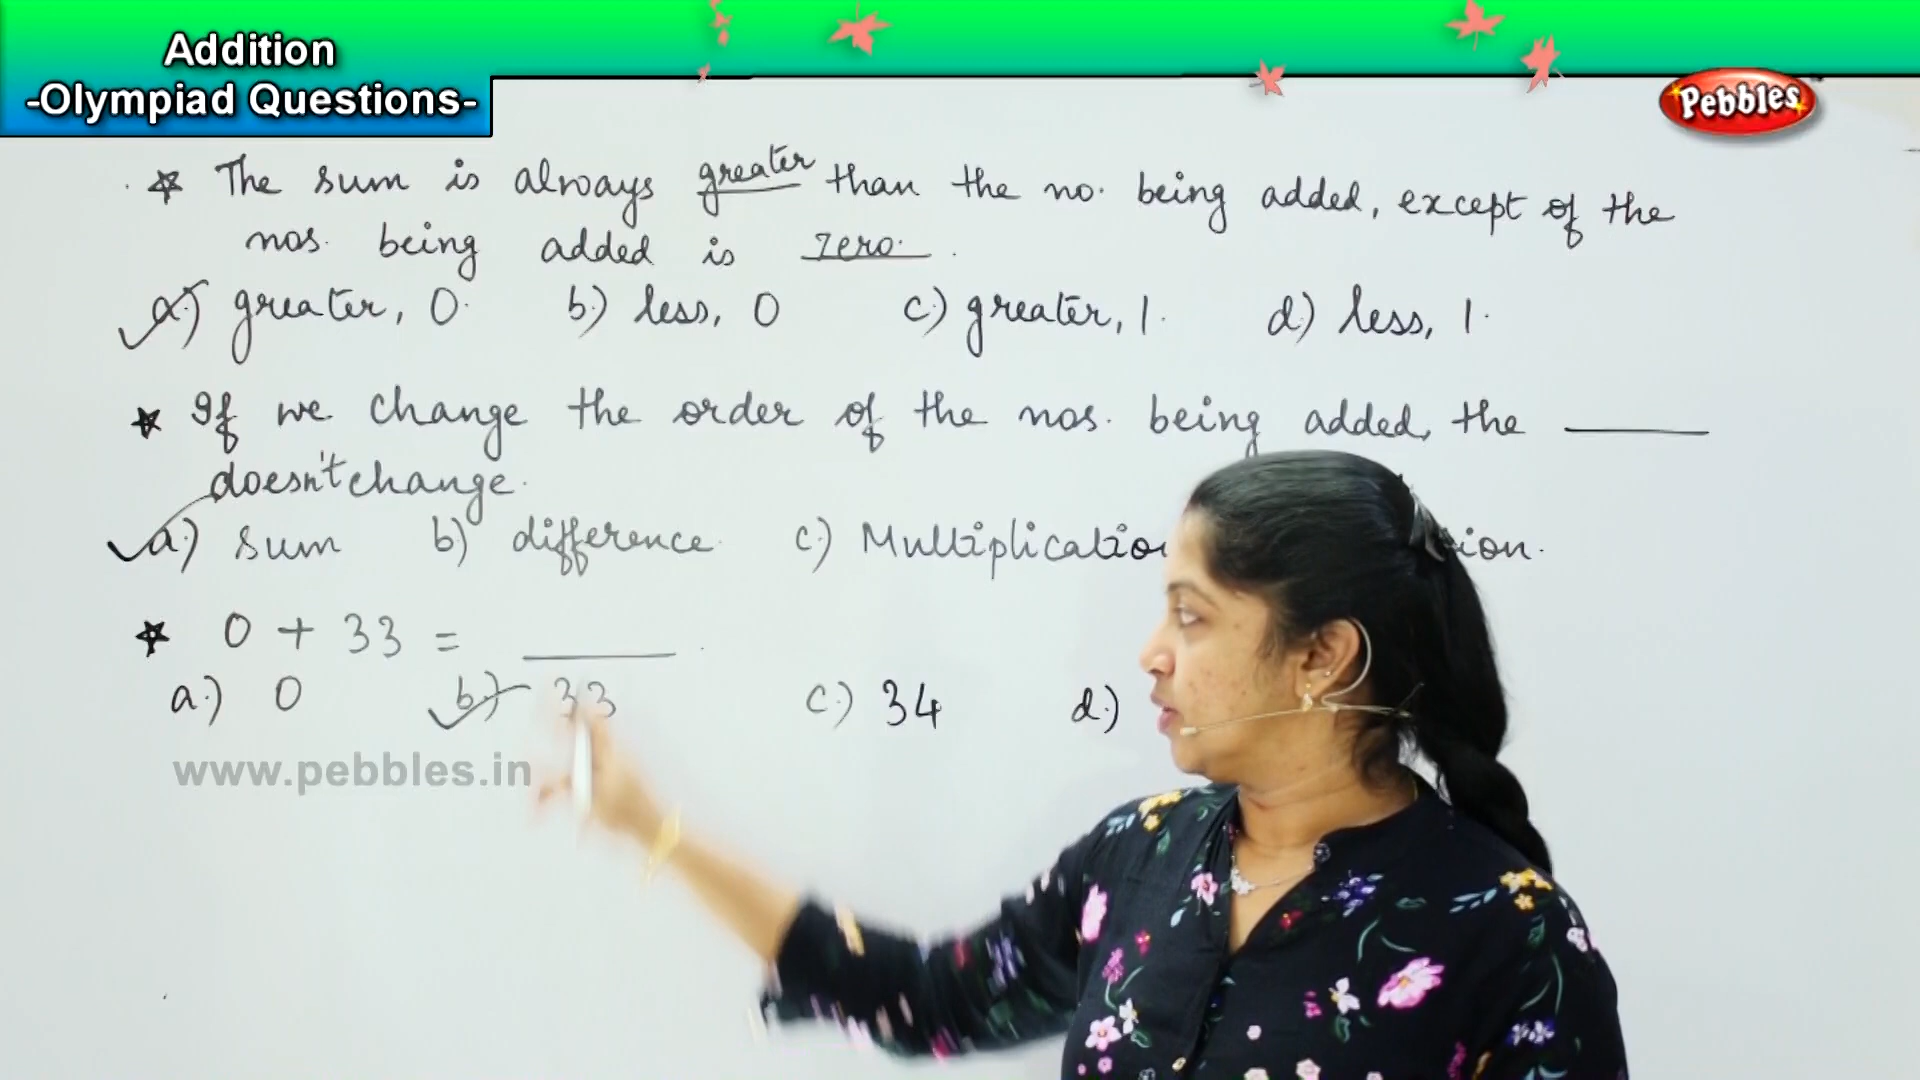 Addition
-Olympiad Questions-
Pebbles
The sum is always greater than the no. being added, except of the
nos. being added is zero.
a.) greater, 0. b.) less, 0 c.) greater, 1. d.) less, 1.
If we change the order of the nos. being added, the ______
doesn't change.
a.) sum b.) difference. c.) Multiplication
0 + 33 = ______.
a.) 0 b.) 33 c.) 34 d.)
www.pebbles.in